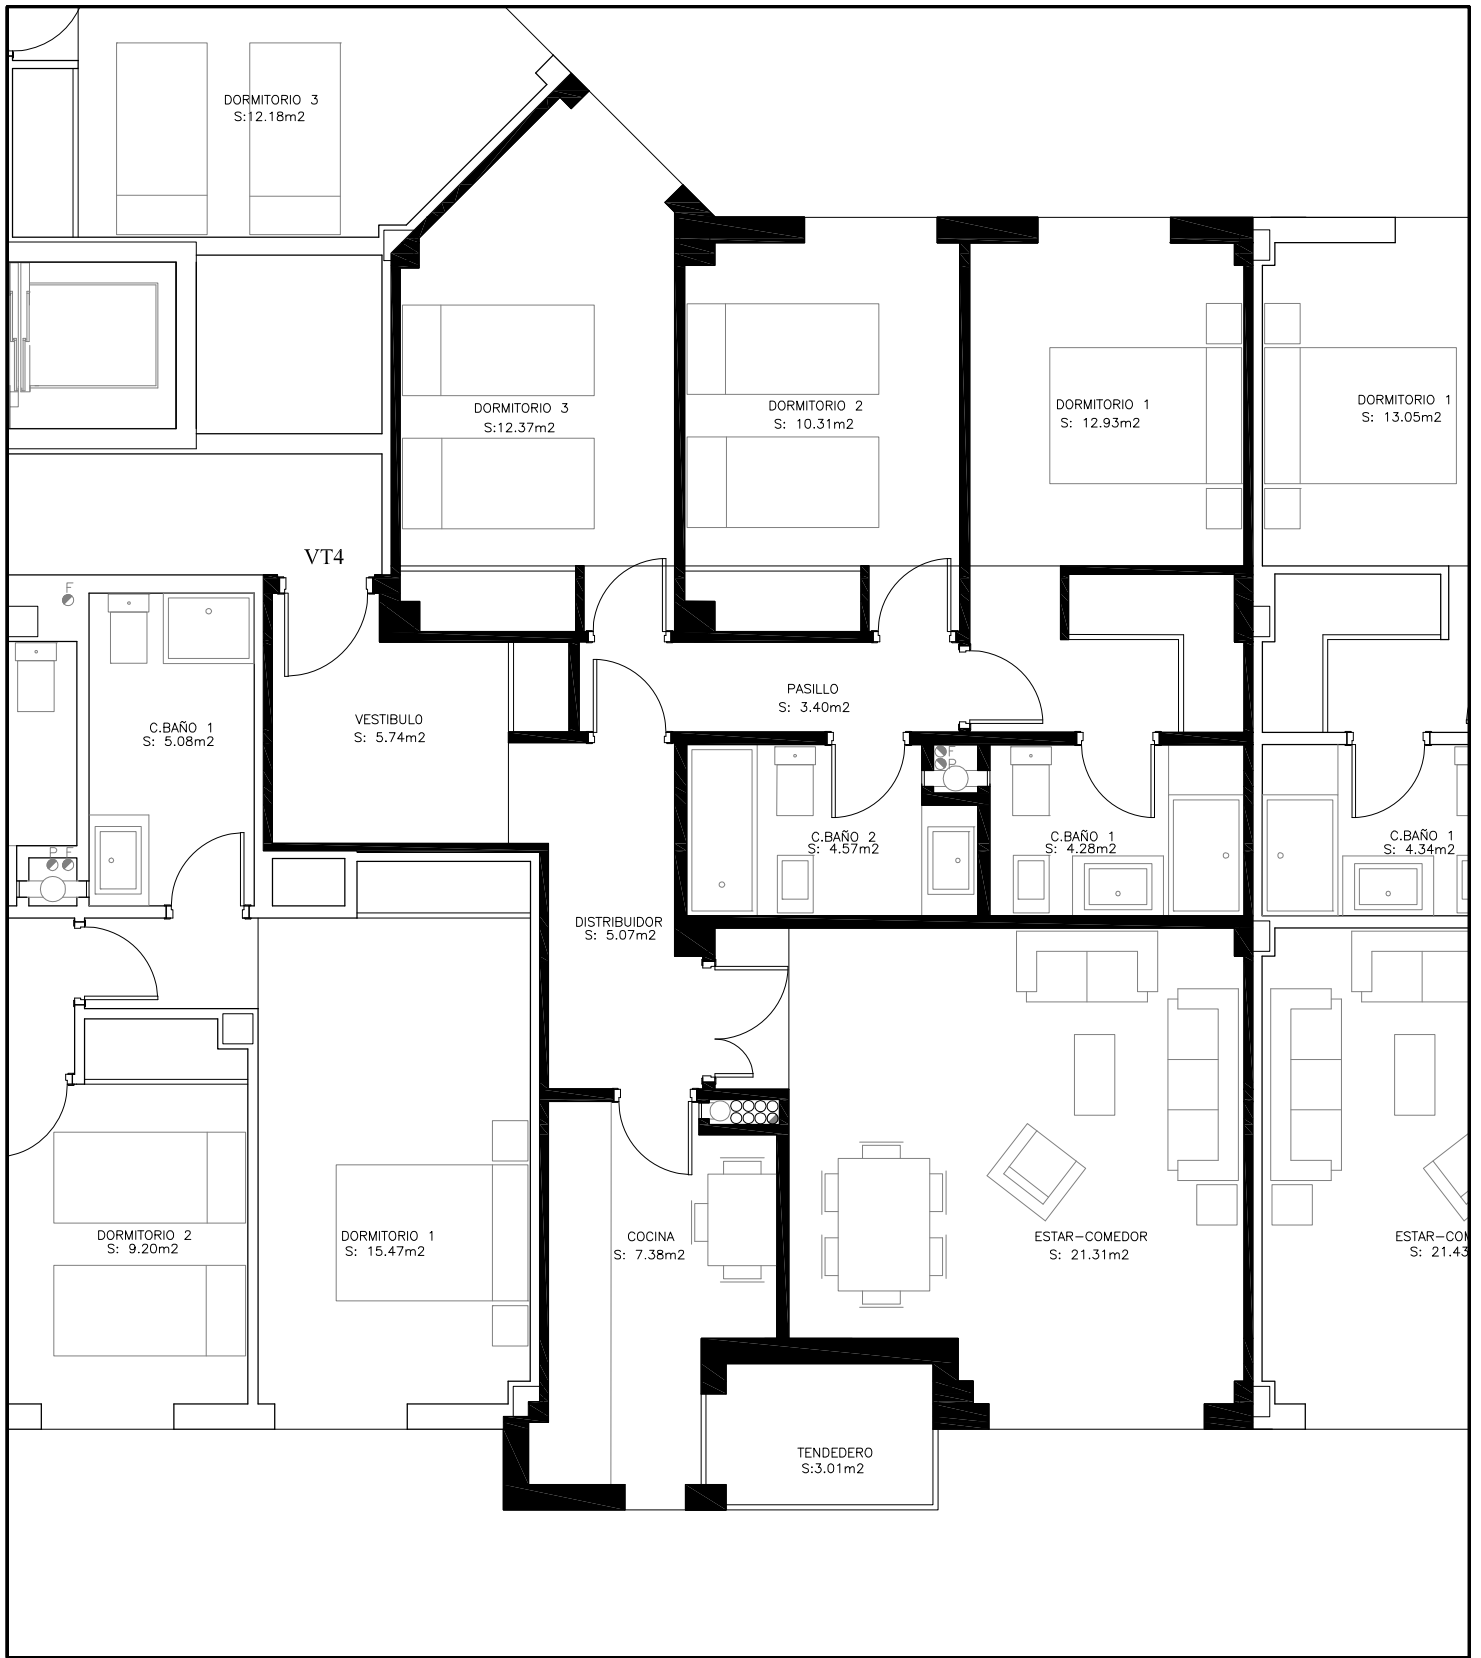 DORMITORIO 3
S:12.18m2
DORMITORIO 3
S:12.37m2
DORMITORIO 2
S: 10.31m2
DORMITORIO 1
S: 12.93m2
DORMITORIO 1
S: 13.05m2
VT4
F
C.BAÑO 1
S: 5.08m2
VESTIBULO
S: 5.74m2
PASILLO
S: 3.40m2
F
P
C.BAÑO 2
S: 4.57m2
C.BAÑO 1
S: 4.28m2
C.BAÑO 1
S: 4.34m2
P F
DISTRIBUIDOR
S: 5.07m2
DORMITORIO 2
S: 9.20m2
DORMITORIO 1
S: 15.47m2
COCINA
S: 7.38m2
ESTAR-COMEDOR
S: 21.31m2
ESTAR-COM
S: 21.43
TENDEDERO
S:3.01m2